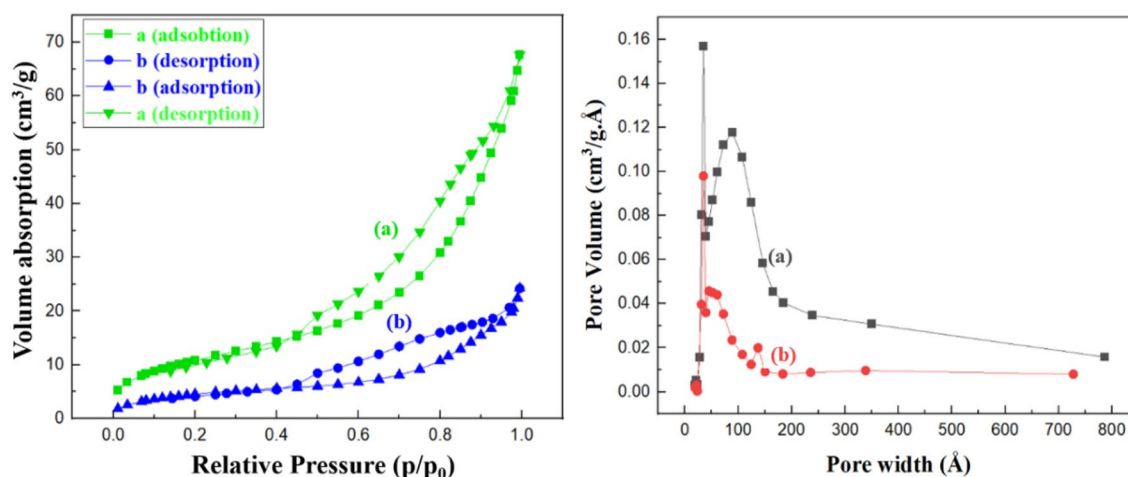 a (adsobtion)
b (desorption)
b (adsorption)
a (desorption)
(a)
(b)
70
60
50
40
30
20
10
0
0.0
0.2
0.4
0.6
0.8
1.0
Volume absorption (cm³/g)
Relative Pressure (p/p₀)
0.16
0.14
0.12
0.10
0.08
0.06
0.04
0.02
0.00
0
100
200
300
400
500
600
700
800
(a)
(b)
Pore Volume (cm³/g.Å)
Pore width (Å)